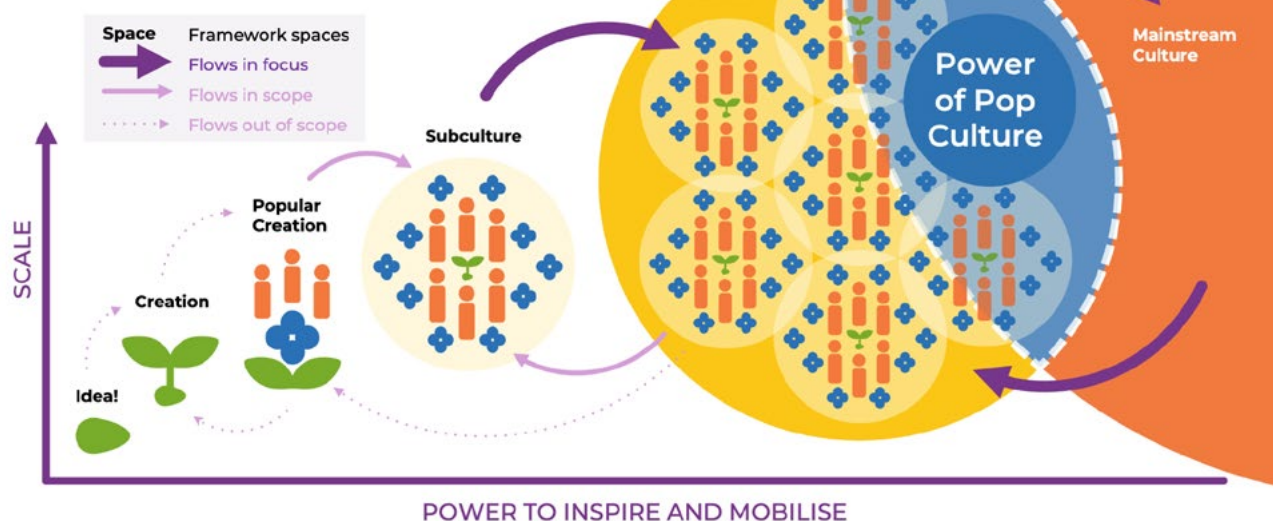 Space Framework spaces
Flows in focus
Flows in scope
Flows out of scope
Mainstream
Culture
Power
of Pop
Culture
Subculture
Popular
Creation
Creation
Idea!
SCALE
POWER TO INSPIRE AND MOBILISE